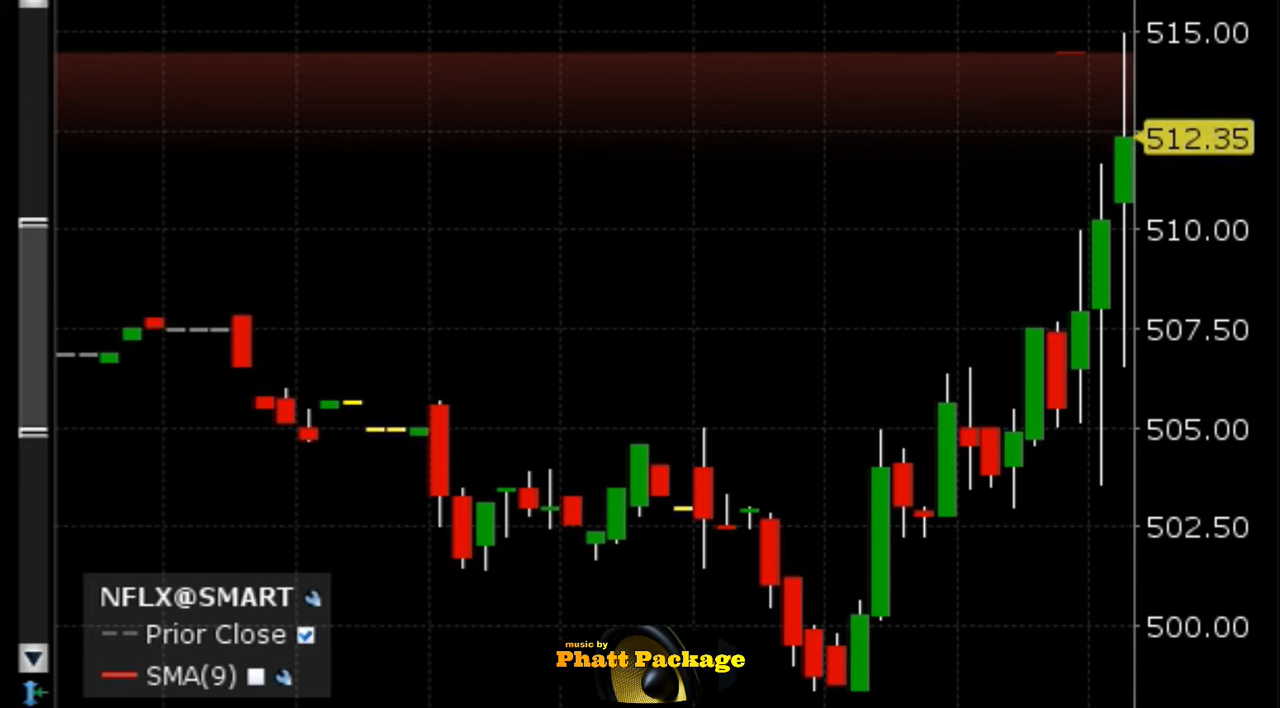 515.00
512.35
510.00
507.50
505.00
502.50
500.00
NFLX@SMART
Prior Close
SMA(9)
music by
Phatt Package